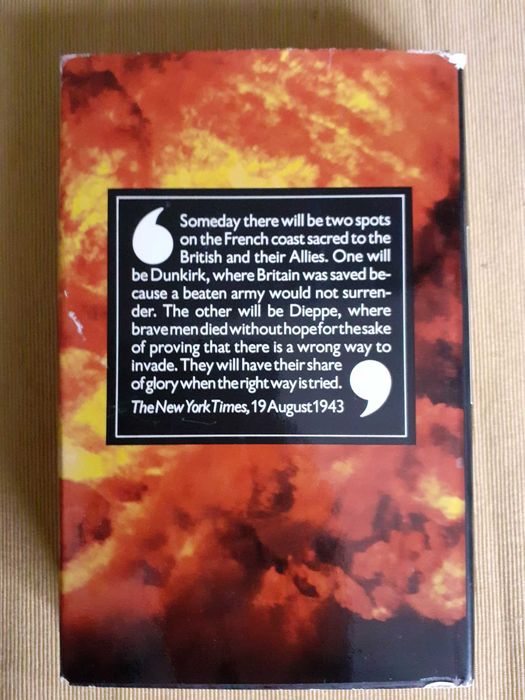 Someday there will be two spots
on the French coast sacred to the
British and their Allies. One will
be Dunkirk, where Britain was saved be-
cause a beaten army would not surren-
der. The other will be Dieppe, where
brave men died without hope for the sake
of proving that there is a wrong way to
invade. They will have their share
of glory when the right way is tried.
The New York Times, 19 August 1943